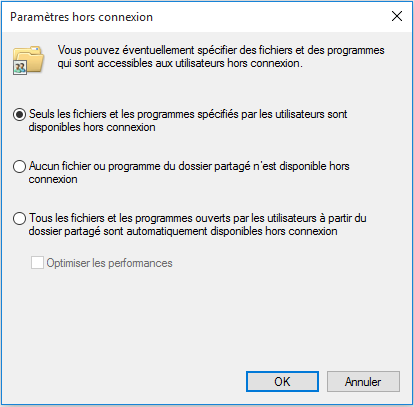 Paramètres hors connexion
Vous pouvez éventuellement spécifier des fichiers et des programmes
qui sont accessibles aux utilisateurs hors connexion.
Seuls les fichiers et les programmes spécifiés par les utilisateurs sont
disponibles hors connexion
Aucun fichier ou programme du dossier partagé n'est disponible hors
connexion
Tous les fichiers et les programmes ouverts par les utilisateurs à partir du
dossier partagé sont automatiquement disponibles hors connexion
Optimiser les performances
OK
Annuler